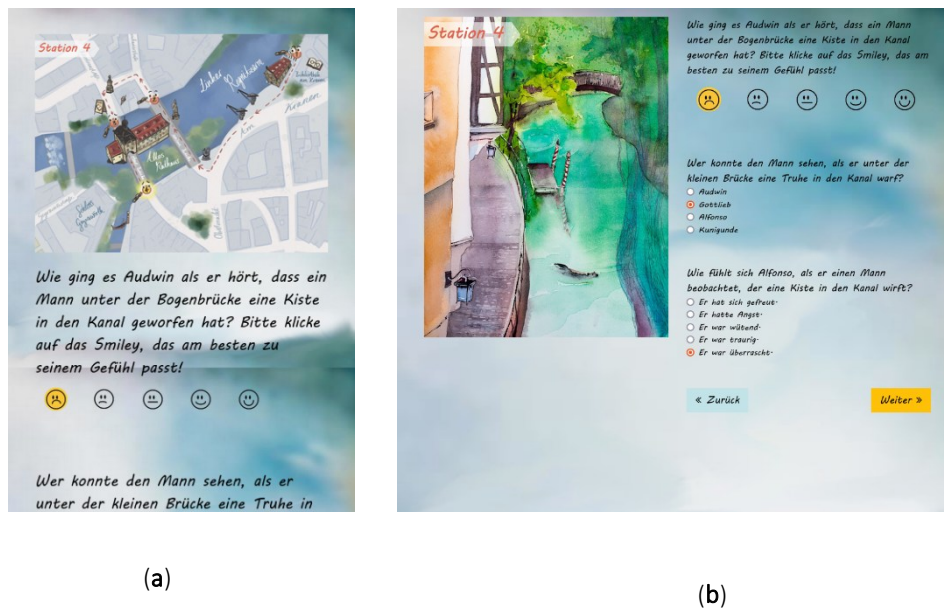 Station 4
Linker
Regnitzarm
Am
Kranen
Altes
Rathaus
Wie ging es Audwin als er hört, dass ein
Mann unter der Bogenbrücke eine Kiste
in den Kanal geworfen hat? Bitte klicke
auf das Smiley, das am besten zu
seinem Gefühl passt!
Wer konnte den Mann sehen, als er
unter der kleinen Brücke eine Truhe in
(a)
Station 4
Wie ging es Audwin als er hört, dass ein Mann
unter der Bogenbrücke eine Kiste in den Kanal
geworfen hat? Bitte klicke auf das Smiley, das am
besten zu seinem Gefühl passt!
Wer konnte den Mann sehen, als er unter der
kleinen Brücke eine Truhe in den Kanal warf?
Audwin
Gottlieb
Alfonso
Kunigunde
Wie fühlt sich Alfonso, als er einen Mann
beobachtet, der eine Kiste in den Kanal wirft?
Er hat sich gefreut.
Er hatte Angst.
Er war wütend.
Er war traurig.
Er war überrascht.
« Zurück
Weiter »
(b)